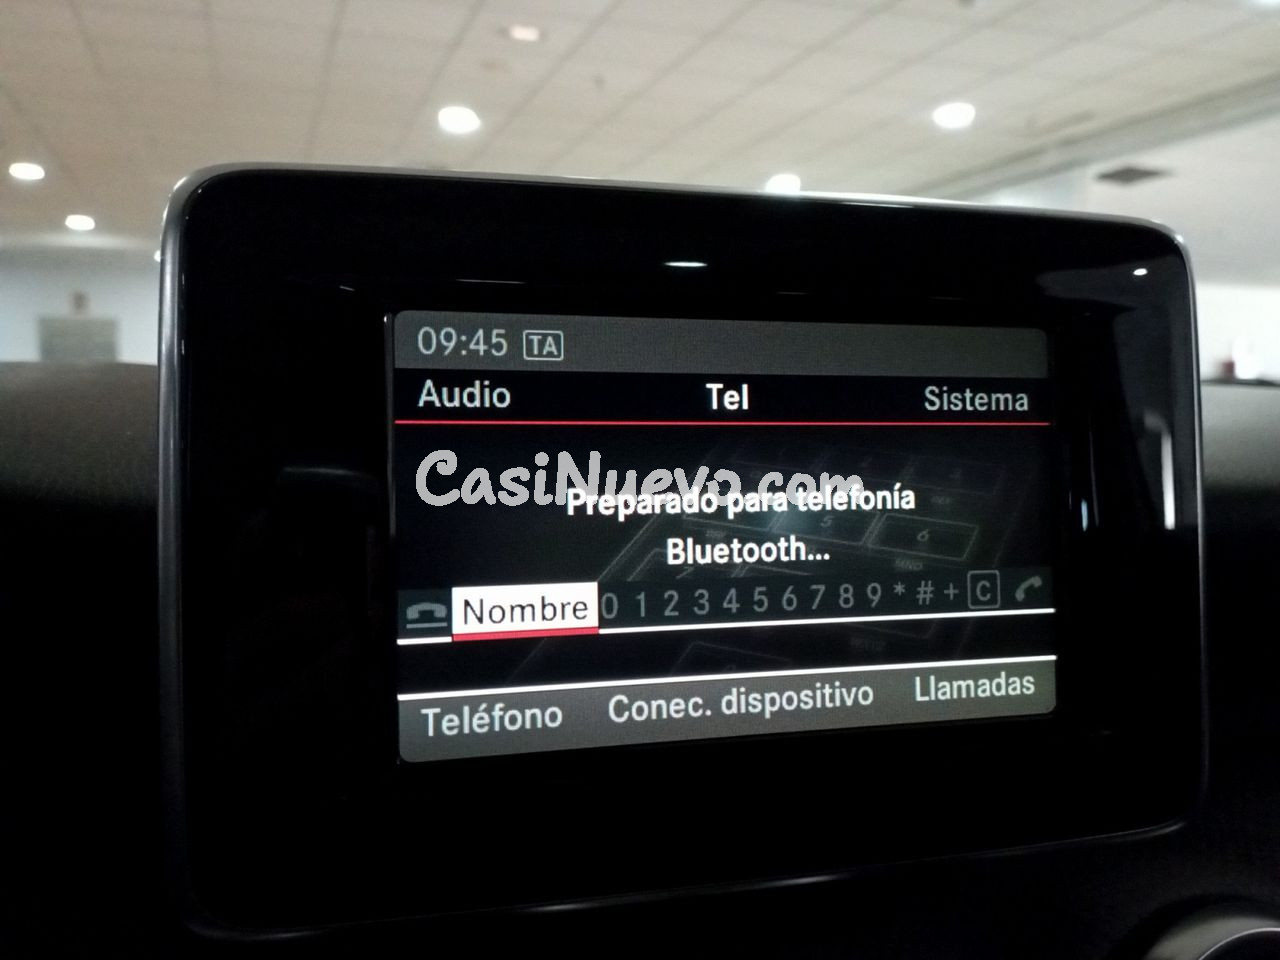 09:45 TA
Audio Tel Sistema
CasiNuevo.com
Preparado para telefonía
Bluetooth...
Nombre 0 1 2 3 4 5 6 7 8 9 * # + C
Teléfono Conec. dispositivo Llamadas